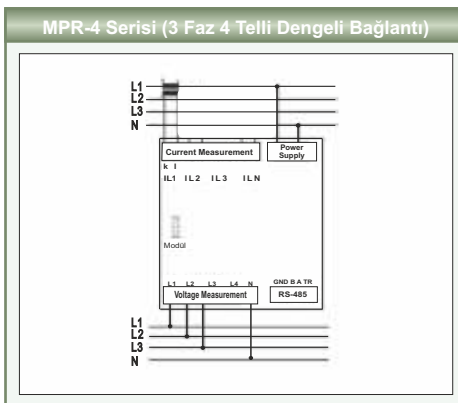 MPR-4 Serisi (3 Faz 4 Telli Dengeli Bağlantı)
L1
L2
L3
N
Current Measurement
Power Supply
k l
IL1 IL2 IL3 ILN
Modül
L1 L2 L3 L4 N
GND B A TR
Voltage Measurement
RS-485
L1
L2
L3
N